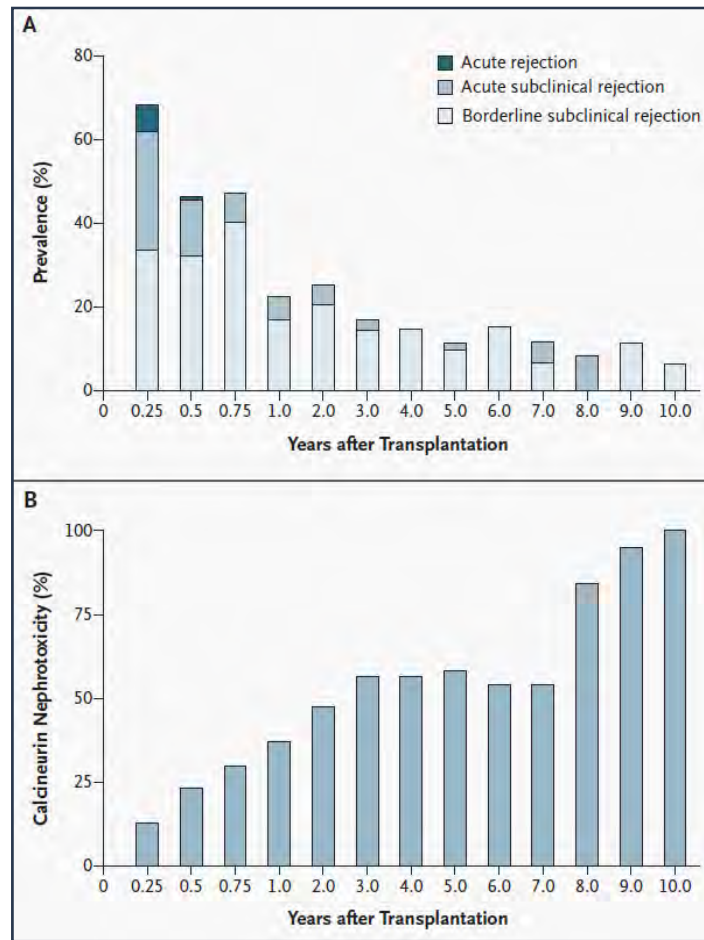 A
80
60
40
20
0
Prevalence (%)
Acute rejection
Acute subclinical rejection
Borderline subclinical rejection
0 0.25 0.5 0.75 1.0 2.0 3.0 4.0 5.0 6.0 7.0 8.0 9.0 10.0
Years after Transplantation
B
100
75
50
25
0
Calcineurin Nephrotoxicity (%)
0 0.25 0.5 0.75 1.0 2.0 3.0 4.0 5.0 6.0 7.0 8.0 9.0 10.0
Years after Transplantation